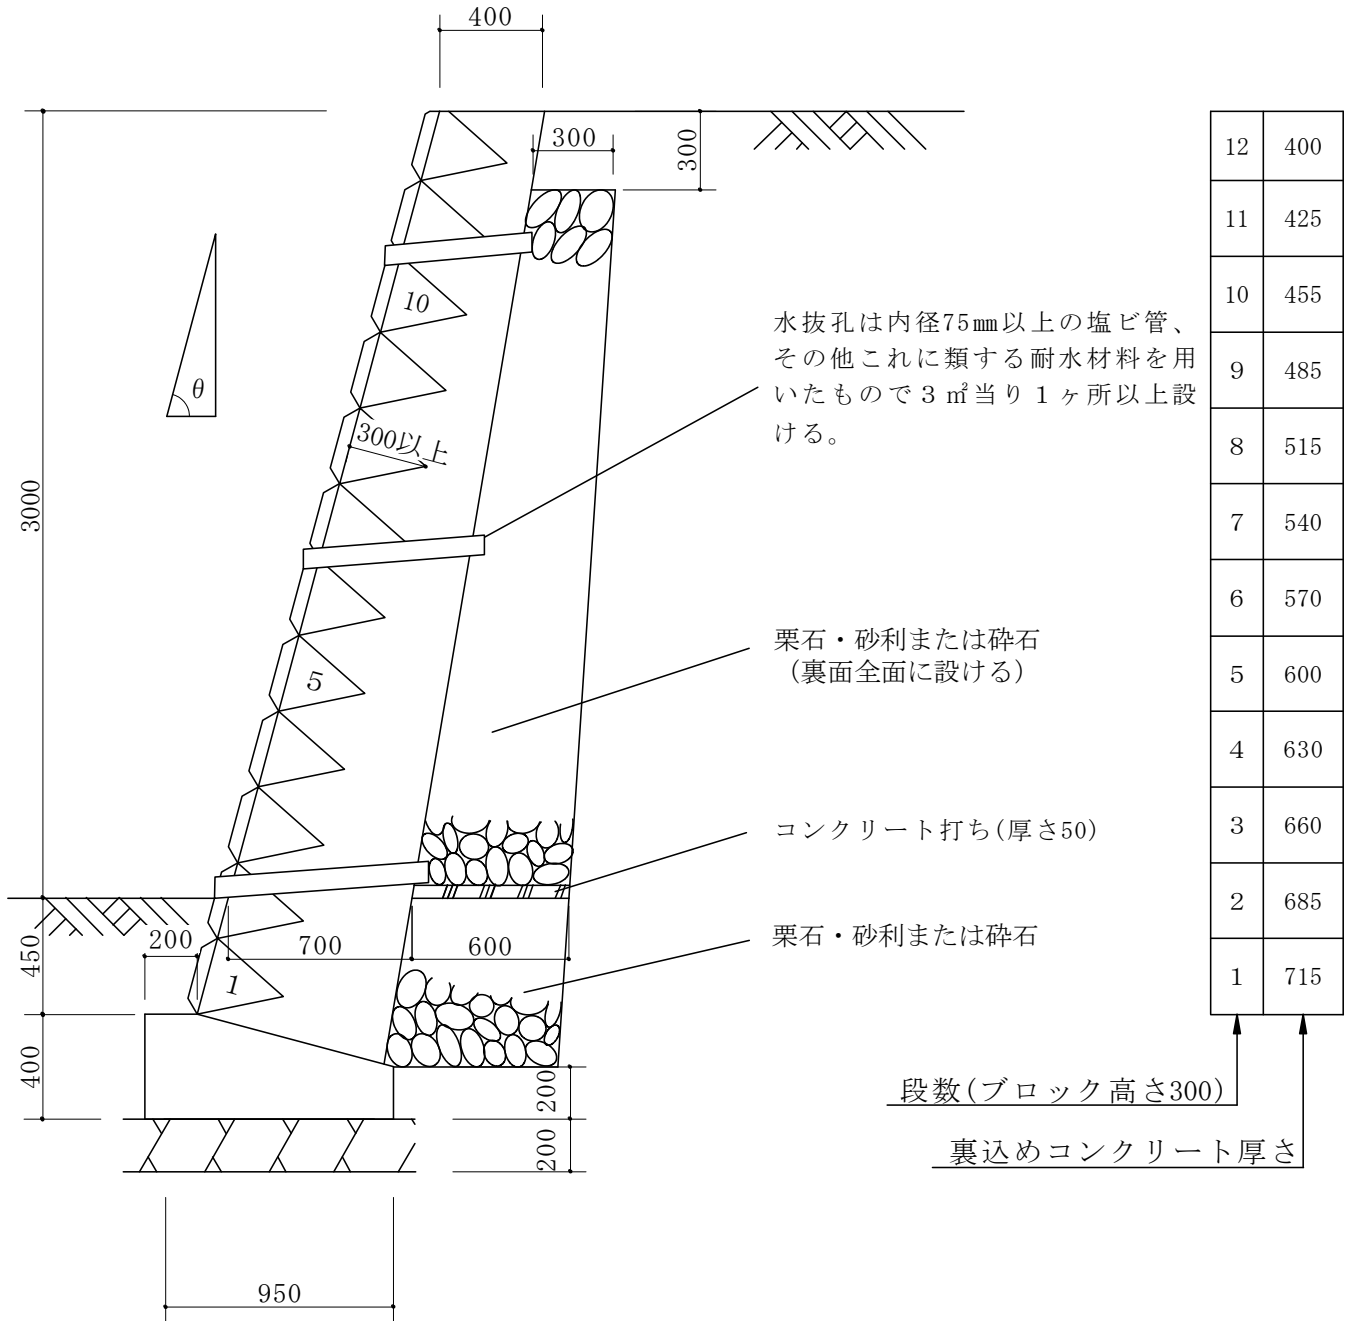 400
300
300
θ
10
300以上
3000
水抜孔は内径75㎜以上の塩ビ管、
その他これに類する耐水材料を用
いたもので３㎡当り１ヶ所以上設
ける。
栗石・砂利または砕石
(裏面全面に設ける)
5
コンクリート打ち(厚さ50)
栗石・砂利または砕石
200
700
600
450
1
400
200
200
950
12 400
11 425
10 455
9 485
8 515
7 540
6 570
5 600
4 630
3 660
2 685
1 715
段数(ブロック高さ300)
裏込めコンクリート厚さ